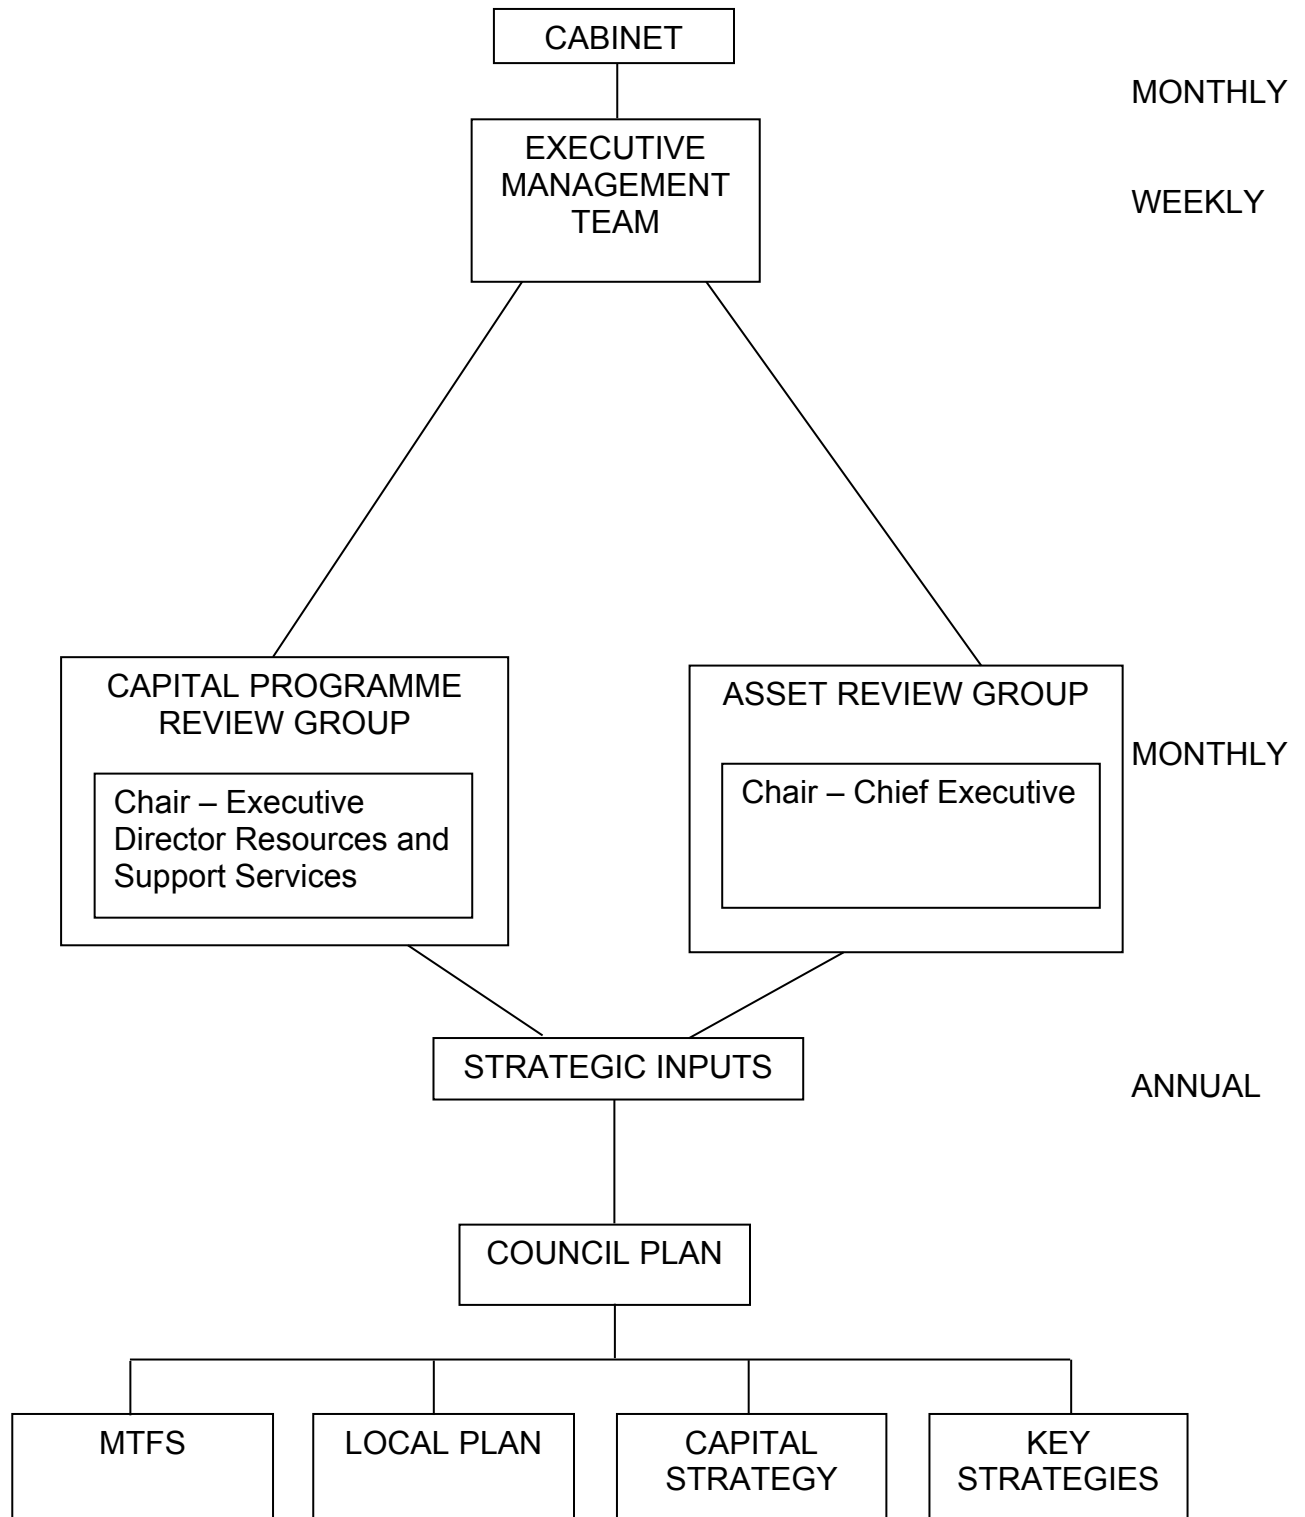 CABINET
MONTHLY
EXECUTIVE
MANAGEMENT
TEAM
WEEKLY
CAPITAL PROGRAMME
REVIEW GROUP
Chair – Executive
Director Resources and
Support Services
ASSET REVIEW GROUP
Chair – Chief Executive
MONTHLY
STRATEGIC INPUTS
ANNUAL
COUNCIL PLAN
MTFS
LOCAL PLAN
CAPITAL
STRATEGY
KEY
STRATEGIES